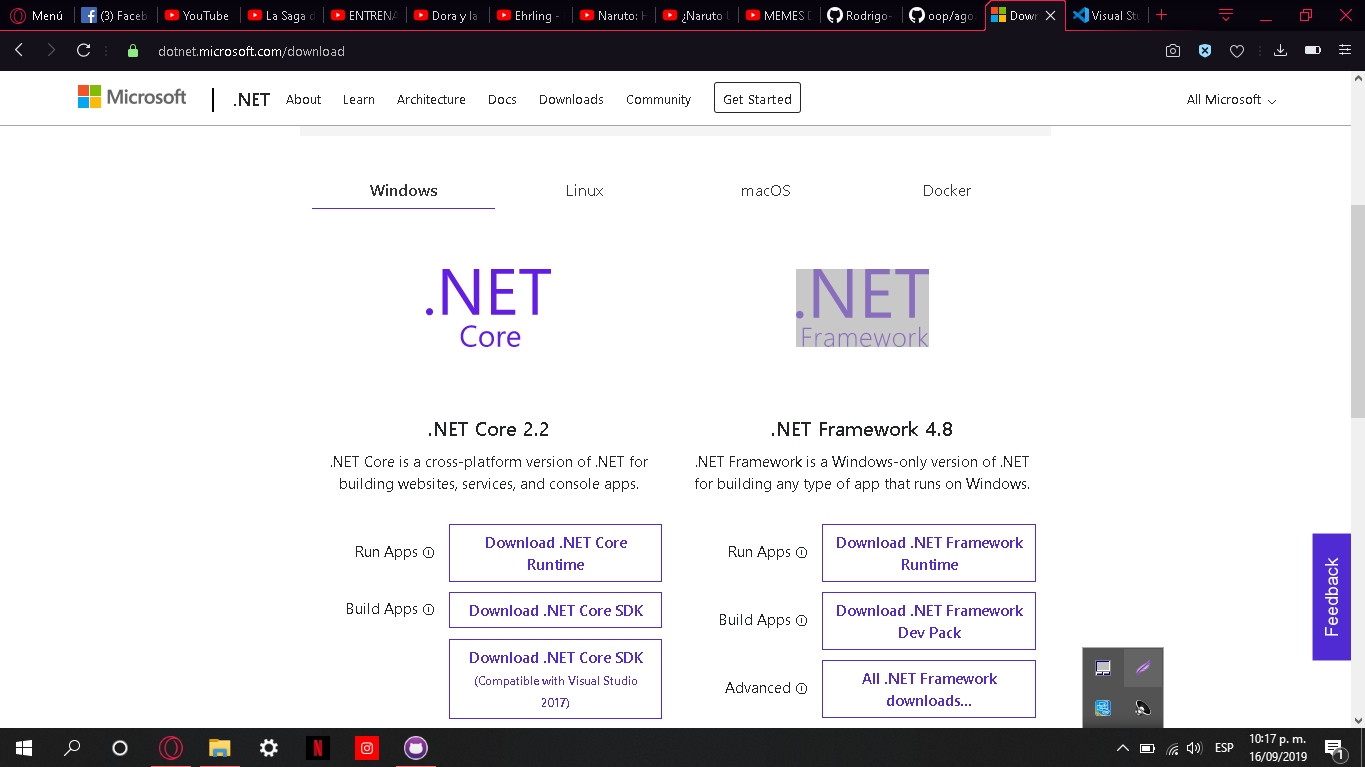 Menú
(3) Faceb
YouTube
La Saga d
ENTRENA
Dora y la
Ehrling -
Naruto: H
¿Naruto L
MEMES D
Rodrigo-
oop/ago
Down
Visual Stu
dotnet.microsoft.com/download
Microsoft
.NET
About
Learn
Architecture
Docs
Downloads
Community
Get Started
All Microsoft
Windows
Linux
macOS
Docker
.NET
Core
.NET
Framework
.NET Core 2.2
.NET Core is a cross-platform version of .NET for
building websites, services, and console apps.
Run Apps
Download .NET Core
Runtime
Build Apps
Download .NET Core SDK
Download .NET Core SDK
(Compatible with Visual Studio
2017)
.NET Framework 4.8
.NET Framework is a Windows-only version of .NET
for building any type of app that runs on Windows.
Run Apps
Download .NET Framework
Runtime
Build Apps
Download .NET Framework
Dev Pack
Advanced
All .NET Framework
downloads...
Feedback
N
ESP
10:17 p. m.
16/09/2019
1